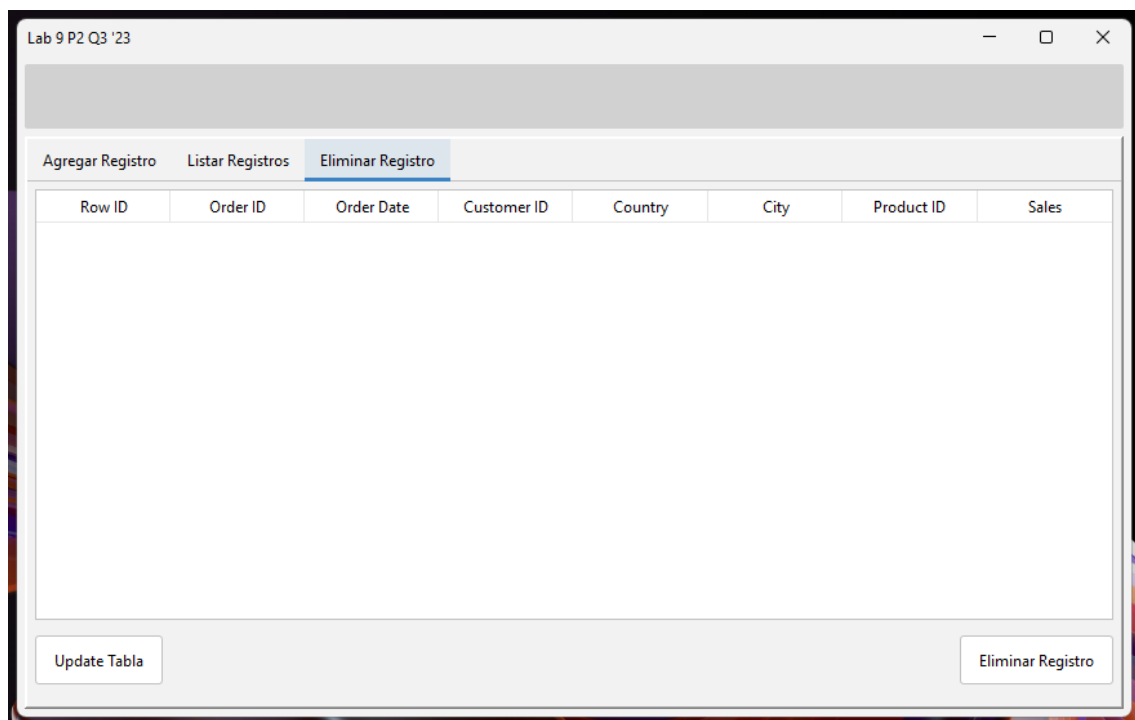 Lab 9 P2 Q3 '23
Agregar Registro Listar Registros Eliminar Registro
Row ID Order ID Order Date Customer ID Country City Product ID Sales
Update Tabla Eliminar Registro